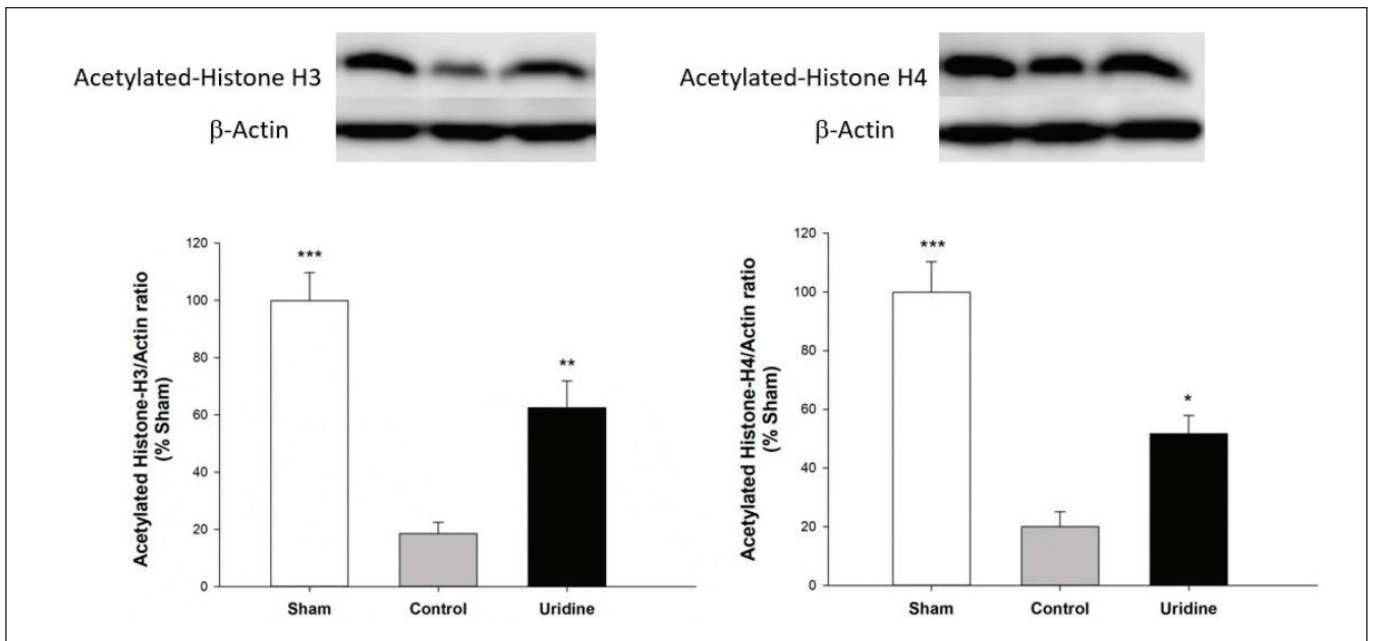 Acetylated-Histone H3
β-Actin
Acetylated-Histone H4
β-Actin
Acetylated Histone-H3/Actin ratio
(% Sham)
120
100
80
60
40
20
0
***
**
Sham Control Uridine
Acetylated Histone-H4/Actin ratio
(% Sham)
120
100
80
60
40
20
0
***
*
Sham Control Uridine